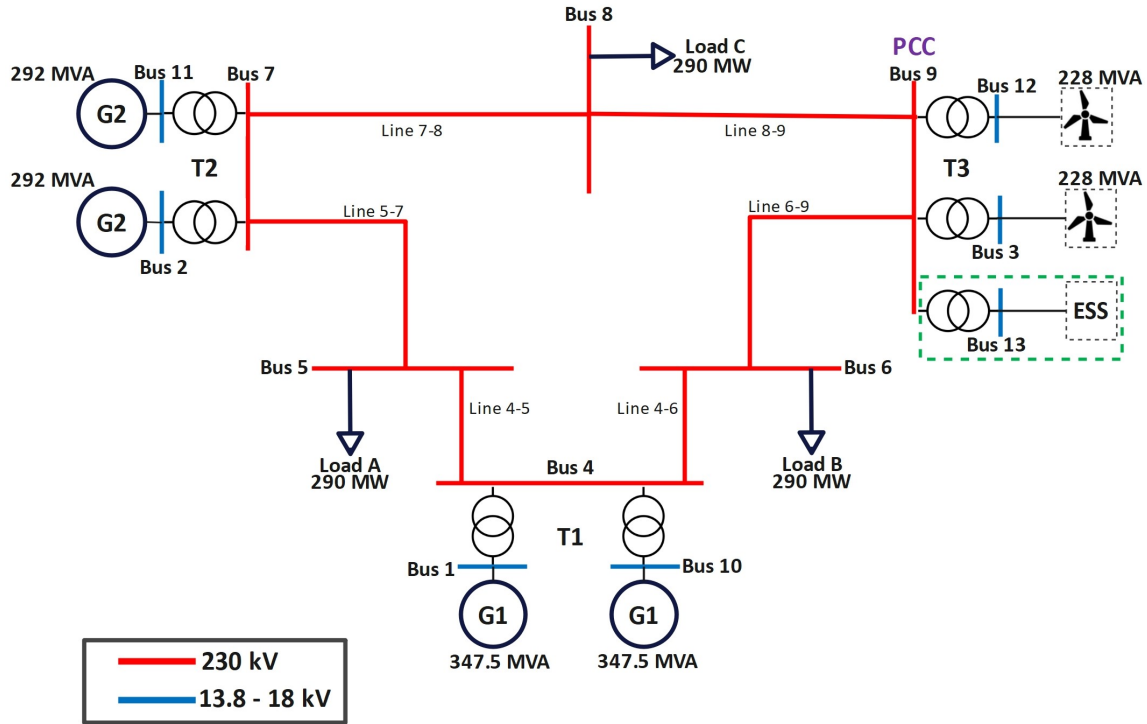 Bus 8
Load C
290 MW
PCC
Bus 9
292 MVA
Bus 11
Bus 7
Bus 12
228 MVA
G2
Line 7-8
Line 8-9
T2
T3
292 MVA
228 MVA
G2
Line 5-7
Line 6-9
Bus 2
Bus 3
ESS
Bus 13
Bus 5
Bus 6
Line 4-5
Line 4-6
Load A
290 MW
Bus 4
Load B
290 MW
T1
Bus 1
Bus 10
G1
G1
347.5 MVA
347.5 MVA
230 kV
13.8 - 18 kV